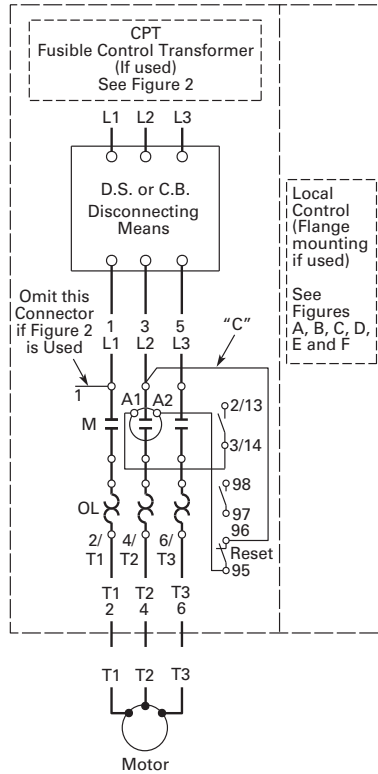 CPT
Fusible Control Transformer
(If used)
See Figure 2
L1 L2 L3
D.S. or C.B.
Disconnecting
Means
Local
Control
(Flange
mounting
if used)
See
Figures
A, B, C, D,
E and F
Omit this
Connector
if Figure 2
is Used
1 3 5
L1 L2 L3
"C"
1
A1 A2
2/13
M
3/14
98
OL
97
96
2/ 4/ 6/
T1 T2 T3
Reset
95
T1 T2 T3
2 4 6
T1 T2 T3
Motor